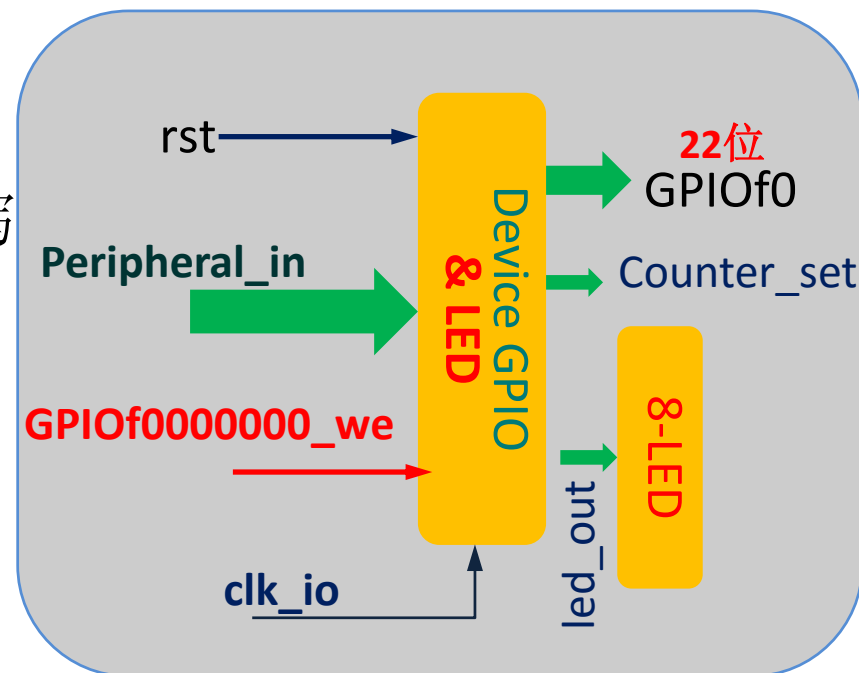 rst
22位
GPIOf0
Peripheral_in
Device GPIO
& LED
Counter_set
GPIOf0000000_we
8-LED
led_out
clk_io